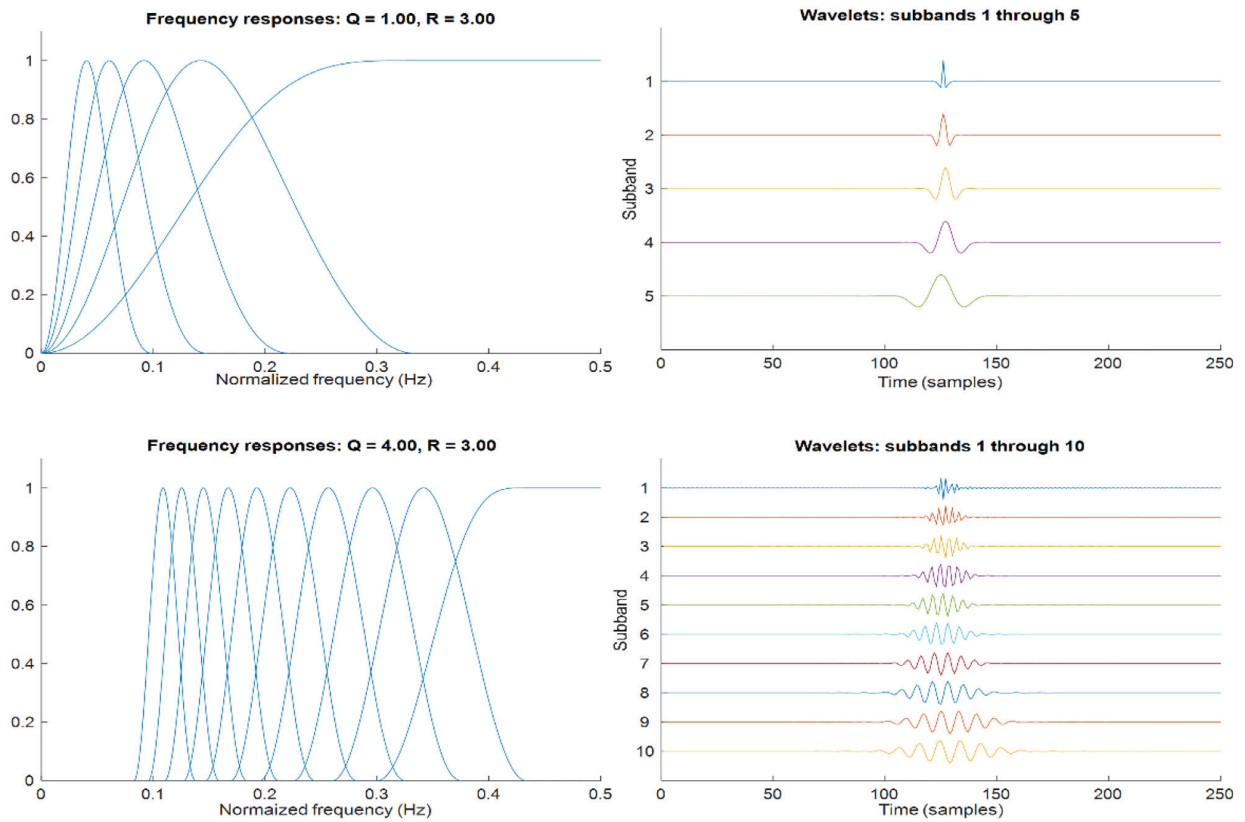 Frequency responses: Q = 1.00, R = 3.00
1
0.8
0.6
0.4
0.2
0
0 0.1 0.2 0.3 0.4 0.5
Normalized frequency (Hz)
Wavelets: subbands 1 through 5
Subband
1
2
3
4
5
0 50 100 150 200 250
Time (samples)
Frequency responses: Q = 4.00, R = 3.00
1
0.8
0.6
0.4
0.2
0
0 0.1 0.2 0.3 0.4 0.5
Normaized frequency (Hz)
Wavelets: subbands 1 through 10
Subband
1
2
3
4
5
6
7
8
9
10
0 50 100 150 200 250
Time (samples)